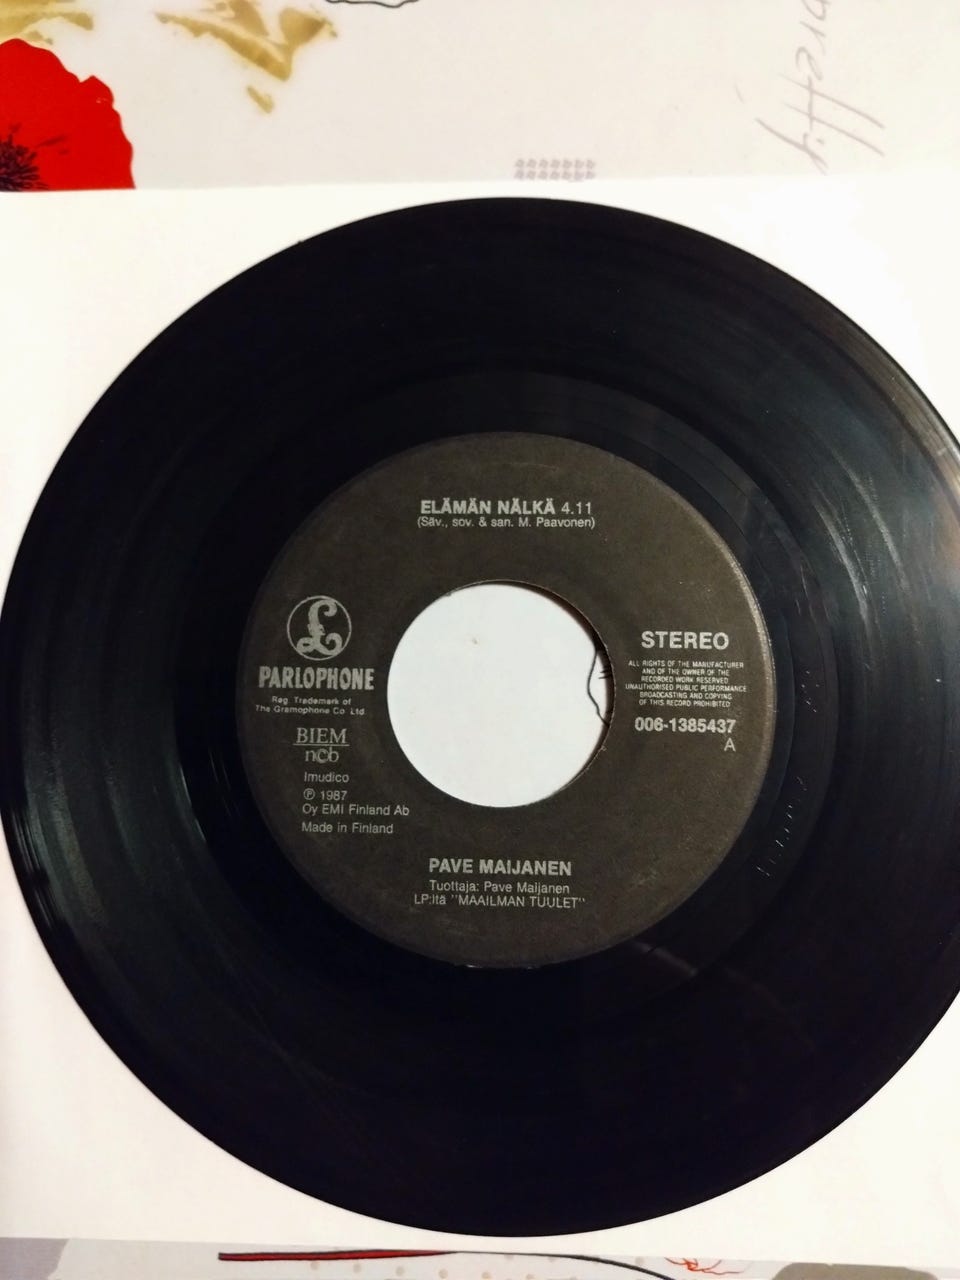 pretty
ELÄMÄN NÄLKÄ 4.11
(Säv., sov. & san. M. Paavonen)
£
PARLOPHONE
Reg. Trademark of
The Gramophone Co Ltd
BIEM
ncb
Imudico
℗ 1987
Oy EMI Finland Ab
Made in Finland
STEREO
ALL RIGHTS OF THE MANUFACTURER
AND OF THE OWNER OF THE
RECORDED WORK RESERVED
UNAUTHORISED PUBLIC PERFORMANCE
BROADCASTING AND COPYING
OF THIS RECORD PROHIBITED
006-1385437
A
PAVE MAIJANEN
Tuottaja: Pave Maijanen
LP:ltä "MAAILMAN TUULET"